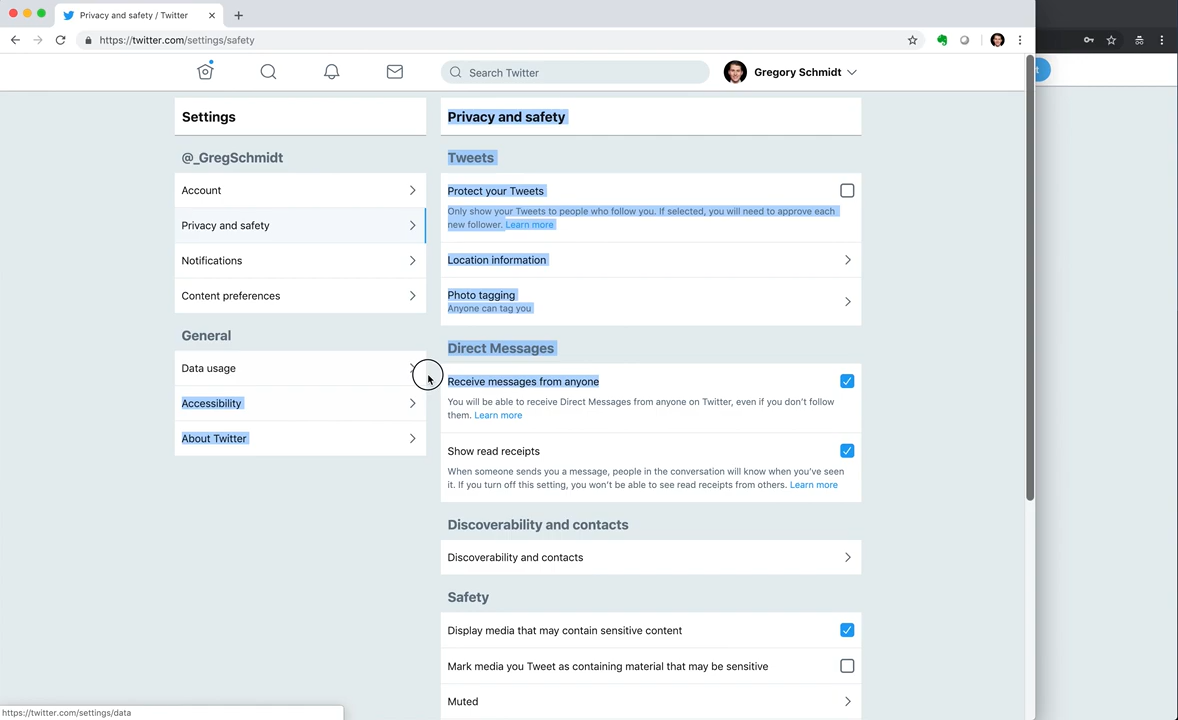 Privacy and safety / Twitter
https://twitter.com/settings/safety
Search Twitter
Gregory Schmidt
Settings
@_GregSchmidt
Account
Privacy and safety
Notifications
Content preferences
General
Data usage
Accessibility
About Twitter
Privacy and safety
Tweets
Protect your Tweets
Only show your Tweets to people who follow you. If selected, you will need to approve each
new follower. Learn more
Location information
Photo tagging
Anyone can tag you
Direct Messages
Receive messages from anyone
You will be able to receive Direct Messages from anyone on Twitter, even if you don't follow
them. Learn more
Show read receipts
When someone sends you a message, people in the conversation will know when you've seen
it. If you turn off this setting, you won't be able to see read receipts from others. Learn more
Discoverability and contacts
Discoverability and contacts
Safety
Display media that may contain sensitive content
Mark media you Tweet as containing material that may be sensitive
Muted
https://twitter.com/settings/data